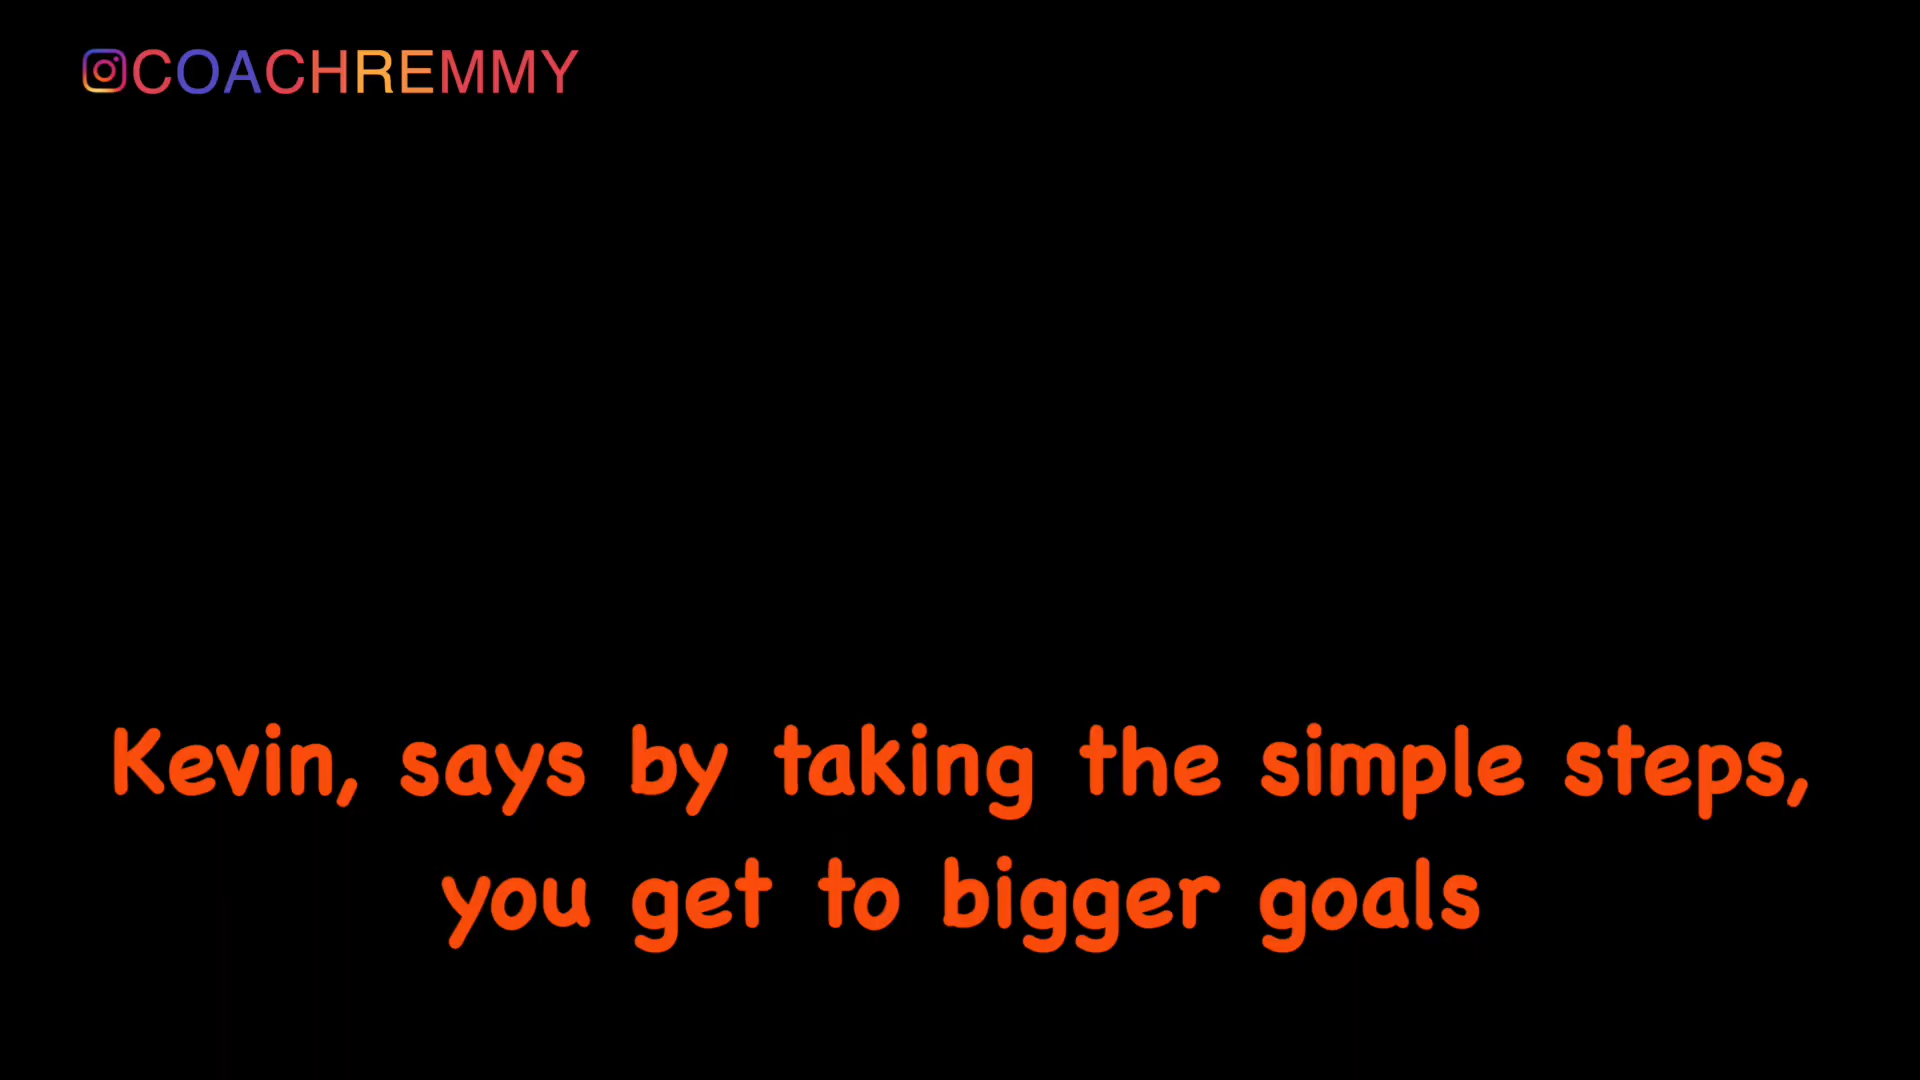 COACHREMMY
Kevin, says by taking the simple steps,
you get to bigger goals